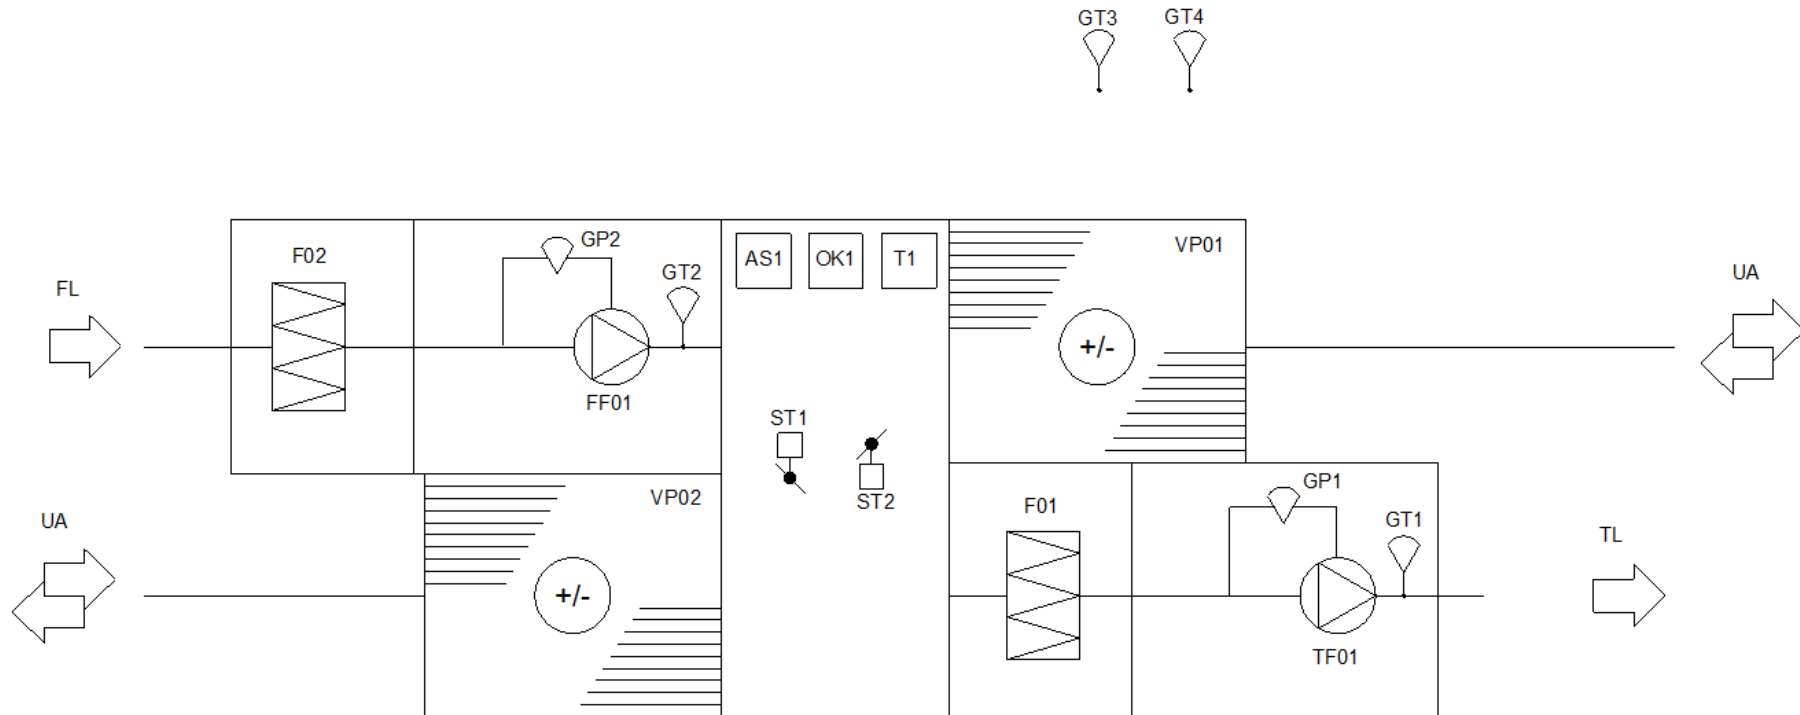 GT3 GT4
F02 GP2 AS1 OK1 T1 VP01
FL GT2 UA
+/-
FF01
ST1
VP02 GP1
ST2 F01
UA GT1 TL
+/-
TF01